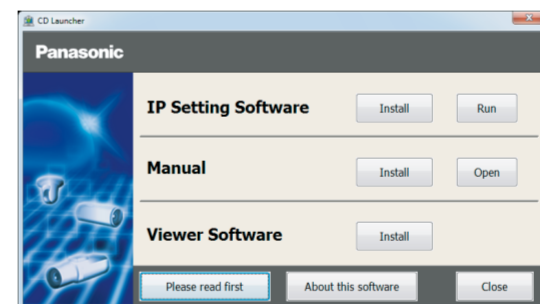 CD Launcher
Panasonic
IP Setting Software Install Run
Manual Install Open
Viewer Software Install
Please read first About this software Close